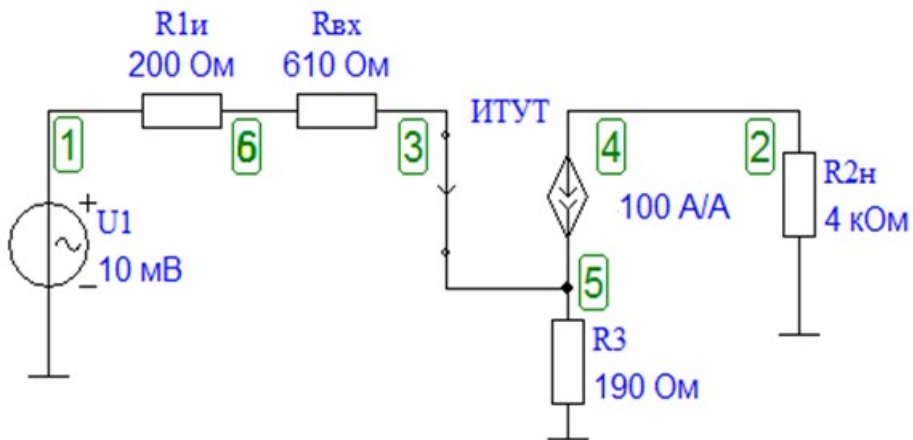 R1и
200 Ом
Rвх
610 Ом
ИТУТ
1
6
3
4
2
R2н
4 кОм
+
U1
10 мВ
−
100 А/А
5
R3
190 Ом